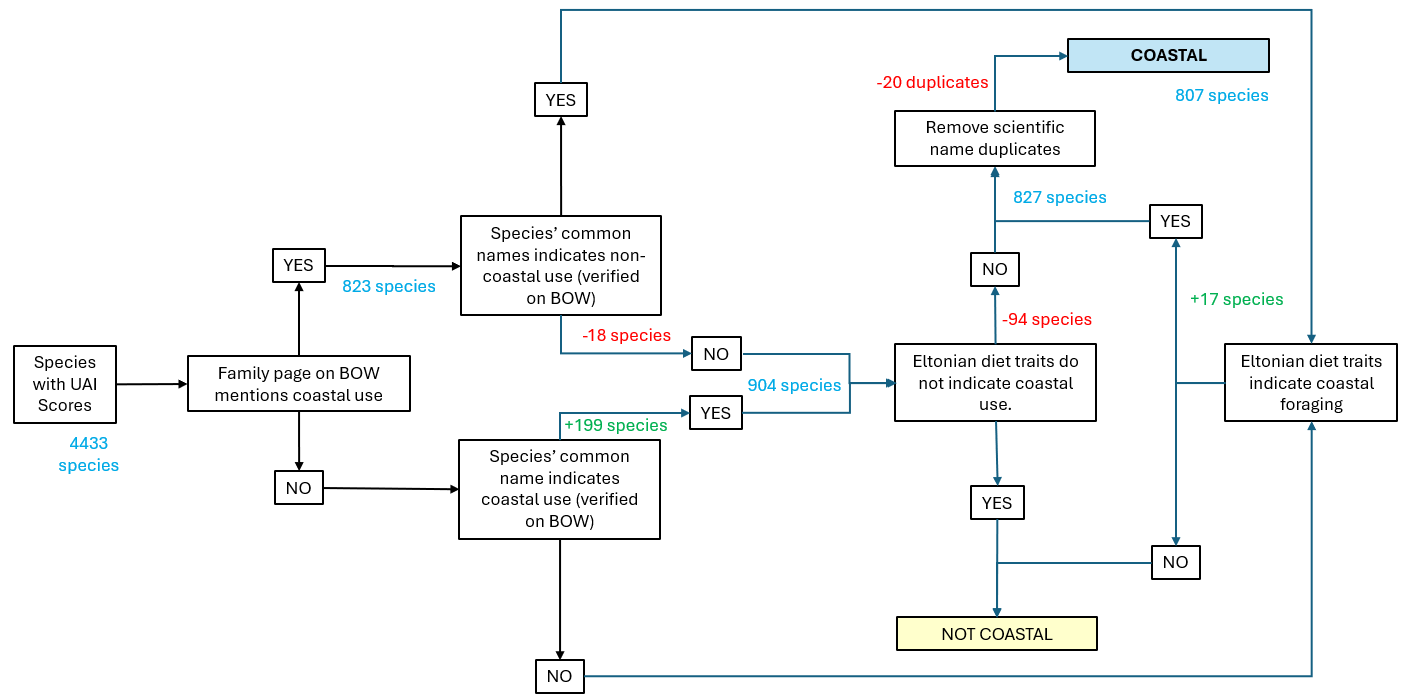 Species
with UAI
Scores
4433
species
Family page on BOW
mentions coastal use
YES
823 species
NO
Species’ common
names indicates non-
coastal use (verified
on BOW)
YES
-18 species
NO
Species’ common
name indicates
coastal use (verified
on BOW)
+199 species
YES
NO
904 species
Eltonian diet traits do
not indicate coastal
use.
-94 species
NO
YES
827 species
Remove scientific
name duplicates
-20 duplicates
COASTAL
807 species
Eltonian diet traits
indicate coastal
foraging
+17 species
YES
NO
NOT COASTAL